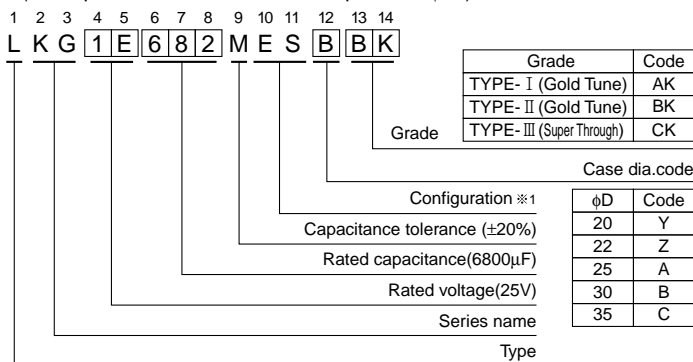 1 2 3 4 5 6 7 8 9 10 11 12 13 14
L K G 1 E 6 8 2 M E S B B K
Grade Code
TYPE-Ⅰ (Gold Tune) AK
TYPE-Ⅱ (Gold Tune) BK
TYPE-Ⅲ (Super Through) CK
Grade
Case dia.code
Configuration ※1
Capacitance tolerance (±20%)
Rated capacitance(6800µF)
Rated voltage(25V)
Series name
Type
ϕD Code
20 Y
22 Z
25 A
30 B
35 C